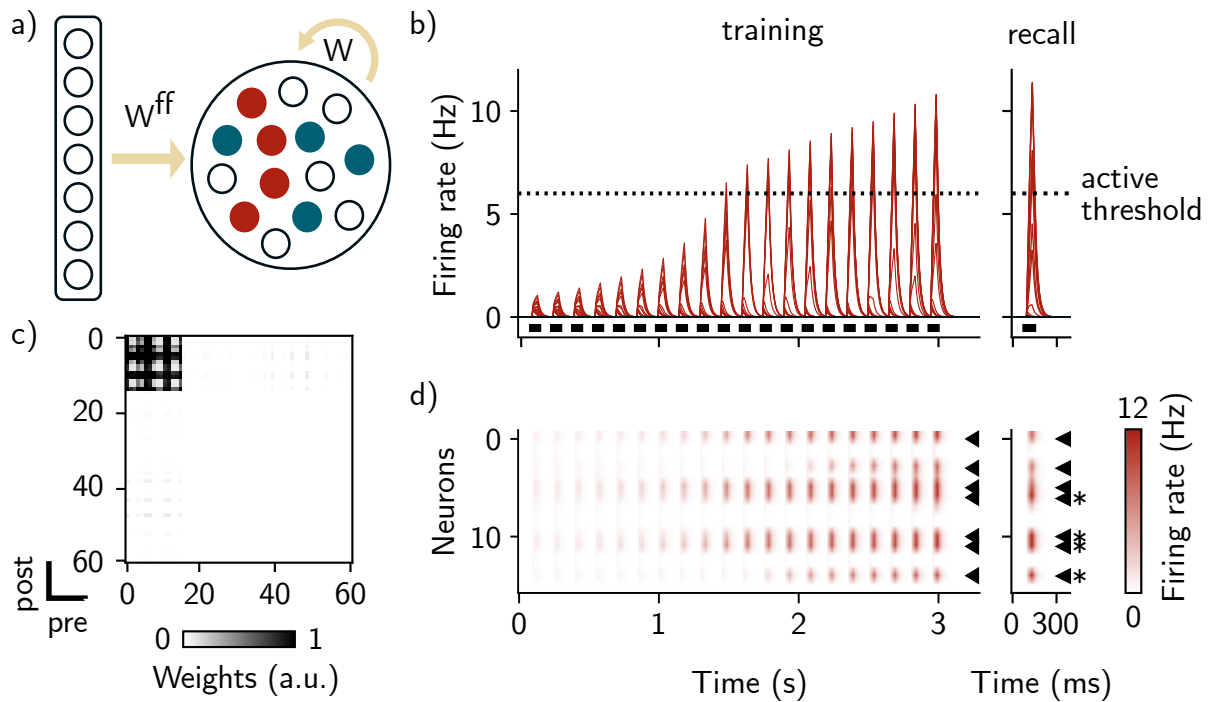 a)
W^ff
W
b)
training
recall
Firing rate (Hz)
10
5
0
active
threshold
c)
0
20
40
60
post
pre
0 20 40 60
0 1
Weights (a.u.)
d)
Neurons
0
10
*
*
*
*
12
0
Firing rate (Hz)
0 1 2 3
0 300
Time (s)
Time (ms)